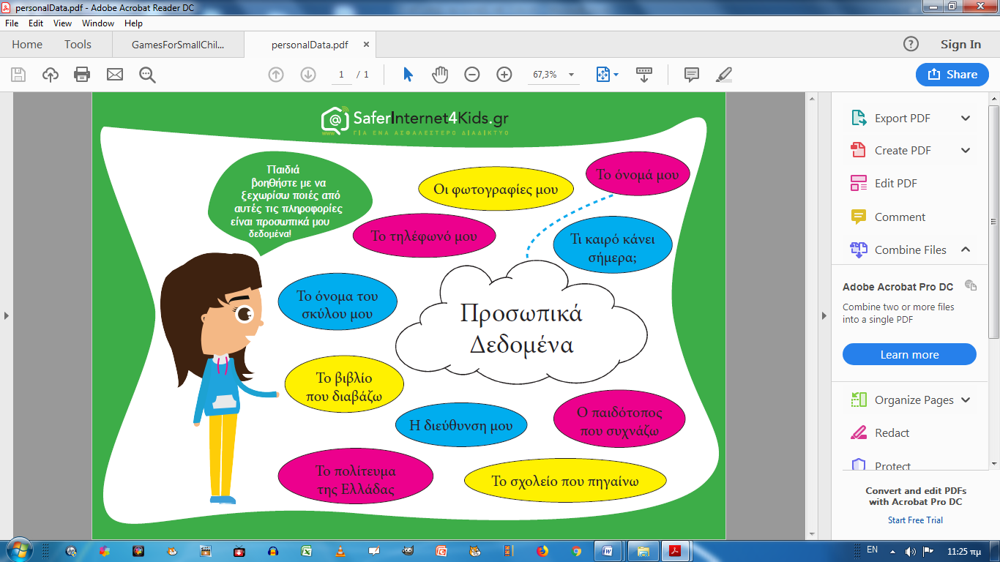 personalData.pdf - Adobe Acrobat Reader DC
File Edit View Window Help
Home Tools GamesForSmallChil... personalData.pdf × ? Sign In
1 / 1 67,3% Share
SaferInternet4Kids.gr
www
ΓΙΑ ΕΝΑ ΑΣΦΑΛΕΣΤΕΡΟ ΔΙΑΔΙΚΤΥΟ
Παιδιά
βοηθήστε με να
ξεχωρίσω ποιές από
αυτές τις πληροφορίες
είναι προσωπικά μου
δεδομένα!
Οι φωτογραφίες μου
Το όνομά μου
Το τηλέφωνό μου
Τι καιρό κάνει
σήμερα;
Το όνομα του
σκύλου μου
Προσωπικά
Δεδομένα
Το βιβλίο
που διαβάζω
Η διεύθυνση μου
Ο παιδότοπος
που συχνάζω
Το πολίτευμα
της Ελλάδας
Το σχολείο που πηγαίνω
Export PDF
Create PDF
Edit PDF
Comment
Combine Files
Adobe Acrobat Pro DC
Combine two or more files
into a single PDF
Learn more
Organize Pages
Redact
Protect
Convert and edit PDFs
with Acrobat Pro DC
Start Free Trial
EN 11:25 πμ